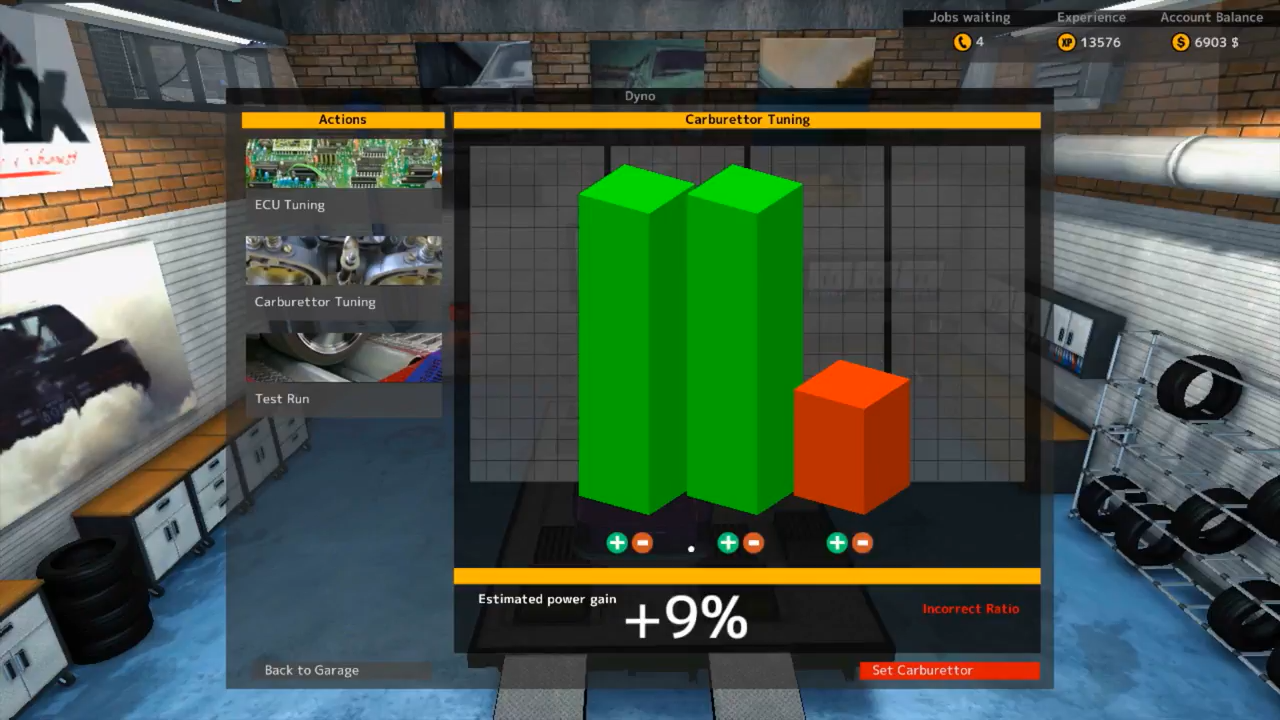 Jobs waiting
4
Experience
XP 13576
Account Balance
$ 6903 $
Dyno
Actions
ECU Tuning
Carburettor Tuning
Test Run
Carburettor Tuning
Estimated power gain
+9%
Incorrect Ratio
Back to Garage
Set Carburettor